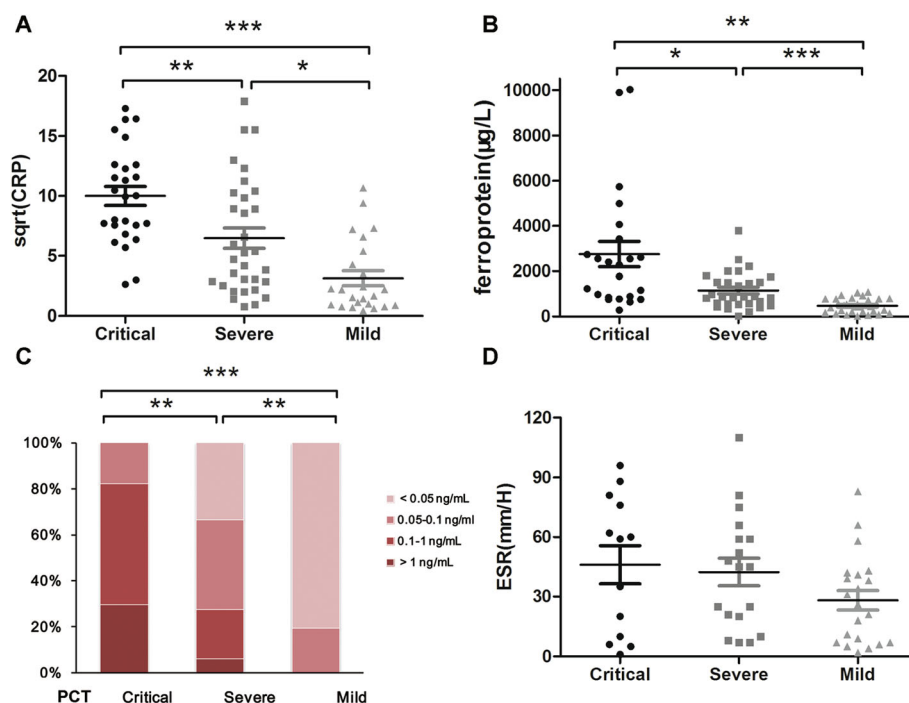 A
***
**
*
sqrt(CRP)
20
15
10
5
0
Critical
Severe
Mild
B
**
*
***
ferroprotein(µg/L)
10000
8000
6000
4000
2000
0
Critical
Severe
Mild
C
***
**
**
100%
80%
60%
40%
20%
0%
PCT
Critical
Severe
Mild
< 0.05 ng/mL
0.05-0.1 ng/ml
0.1-1 ng/mL
> 1 ng/mL
D
ESR(mm/H)
120
90
60
30
0
Critical
Severe
Mild